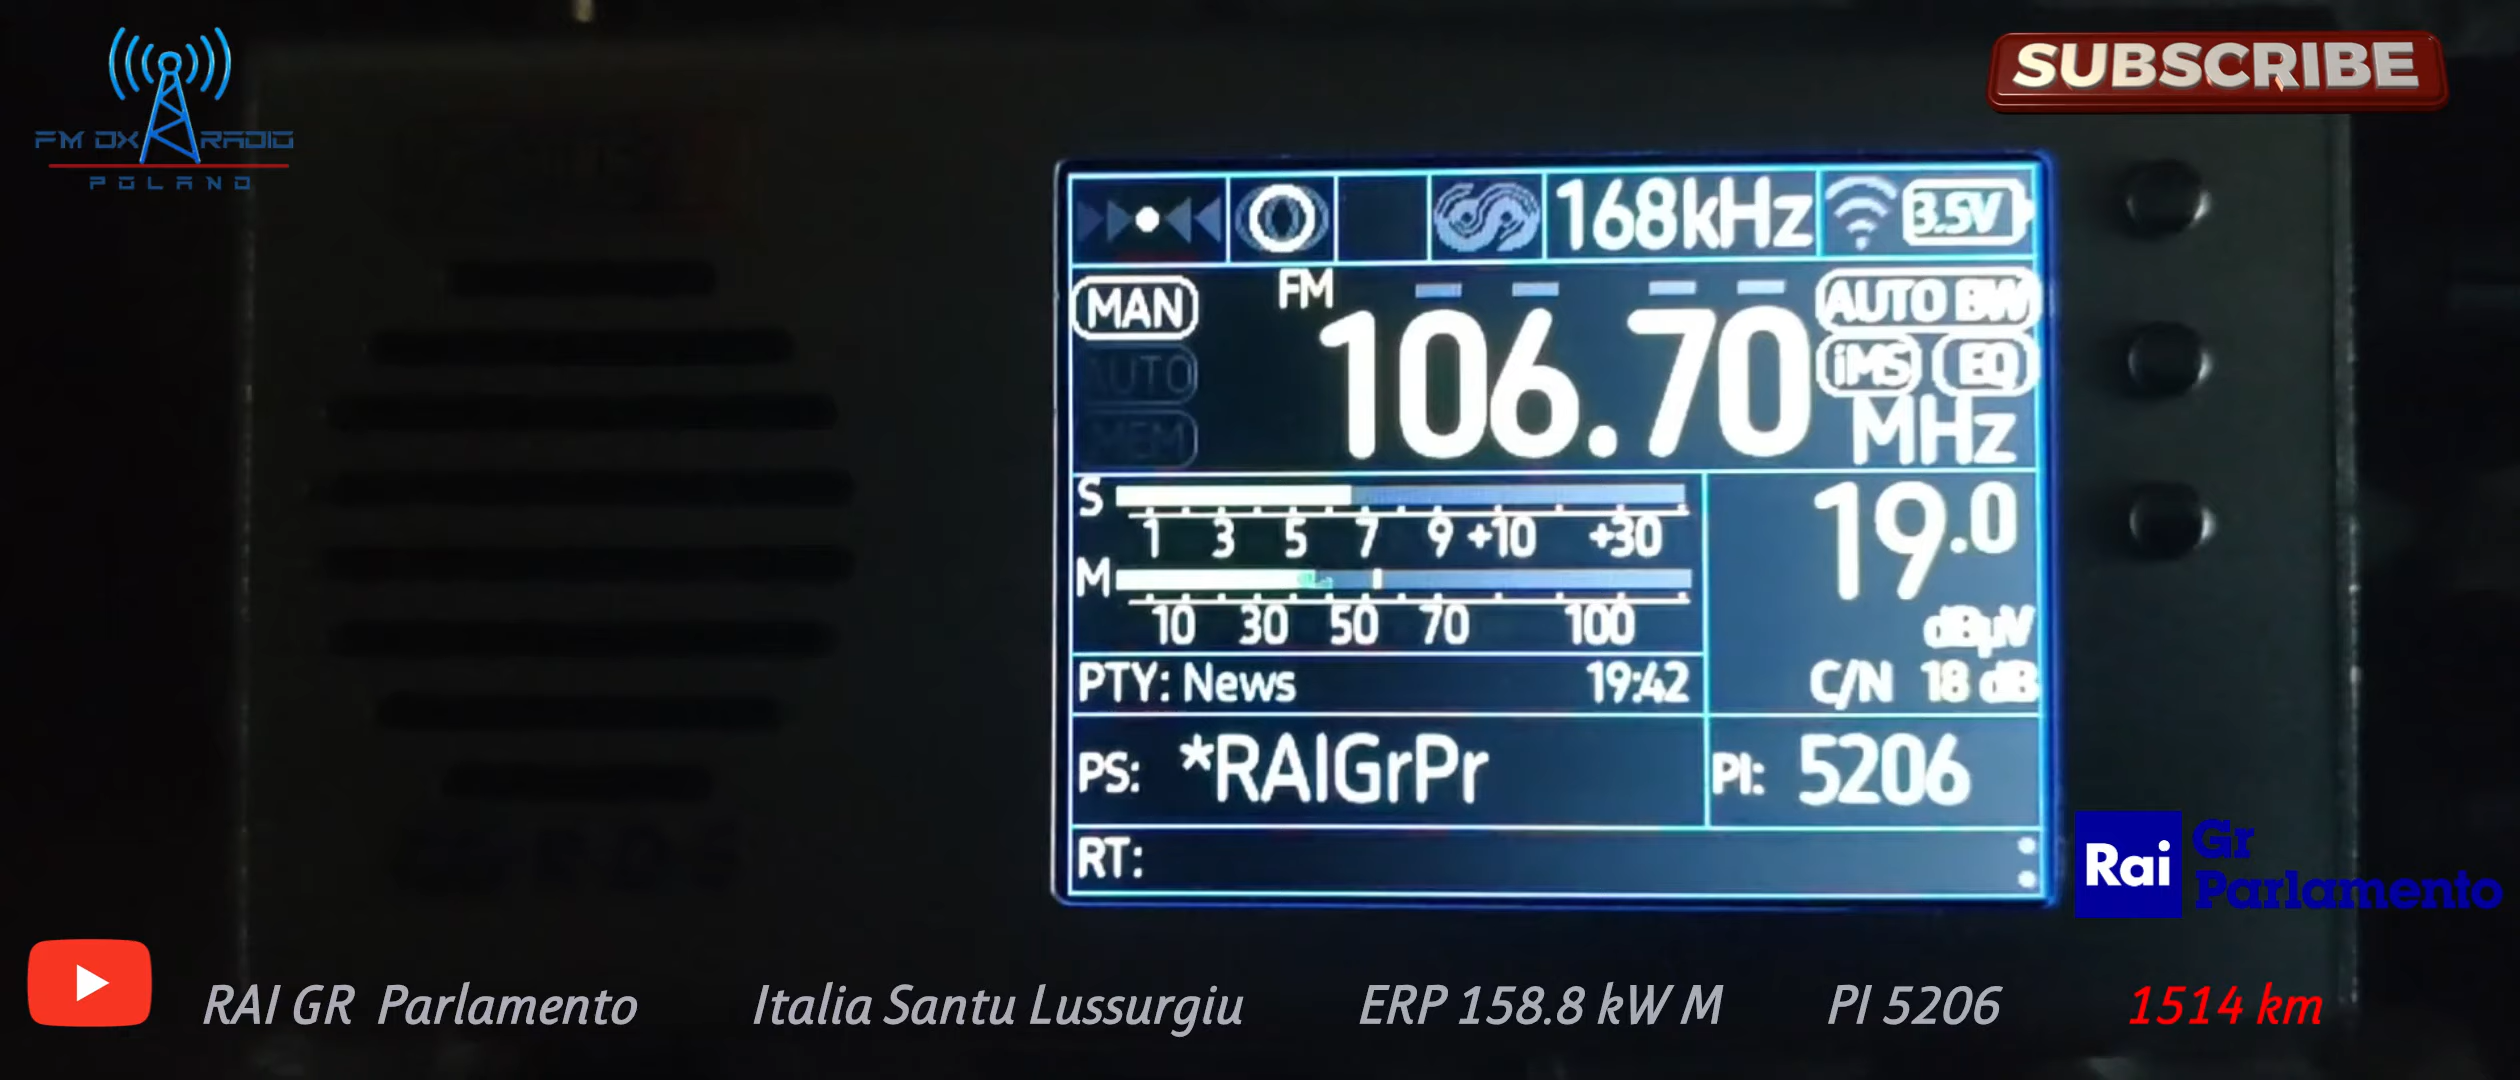 FM DX RADIO
POLAND
SUBSCRIBE
168kHz 3.5V
MAN FM AUTO BW
106.70
AUTO iMS EQ
MEM MHz
S
1 3 5 7 9 +10 +30
19.0
M
10 30 50 70 100
dBµV
PTY: News 19:42 C/N 18 dB
PS: *RAIGrPr PI: 5206
RT:
RDS
Rai Gr
Parlamento
RAI GR Parlamento Italia Santu Lussurgiu ERP 158.8 kW M PI 5206 1514 km